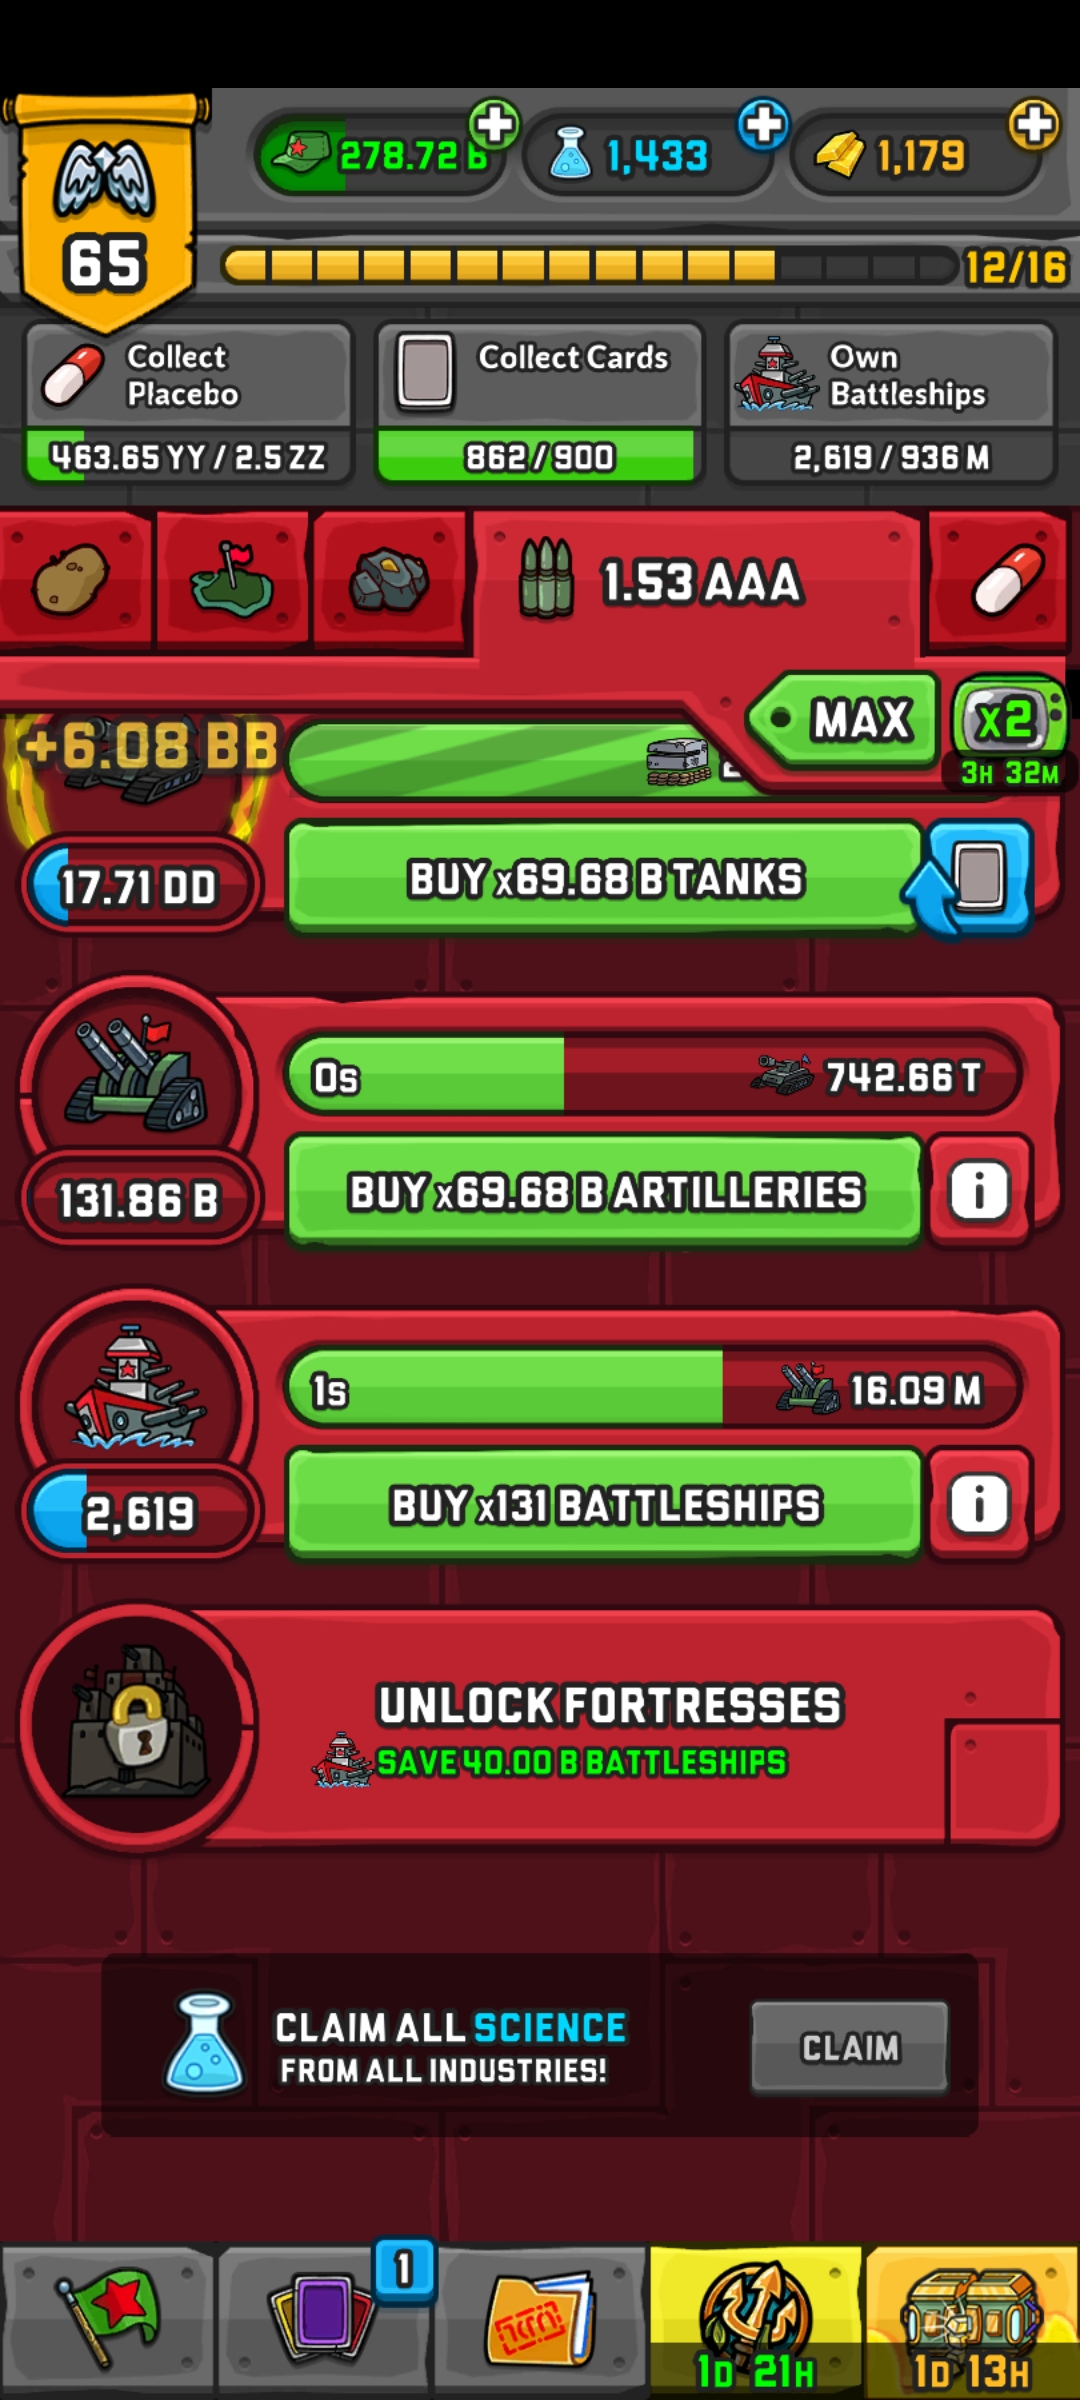 278.72 B
1,433
1,179
65
12/16
Collect
Placebo
463.65 YY / 2.5 ZZ
Collect Cards
862/900
Own
Battleships
2,619 / 936 M
1.53 AAA
MAX
x2
3H 32M
+6.08 BB
17.71 DD
BUY x69.68 B TANKS
0s
742.66 T
131.86 B
BUY x69.68 B ARTILLERIES
i
1s
16.09 M
2,619
BUY x131 BATTLESHIPS
i
UNLOCK FORTRESSES
SAVE 40.00 B BATTLESHIPS
CLAIM ALL SCIENCE
FROM ALL INDUSTRIES!
CLAIM
1
1D 21H
1D 13H